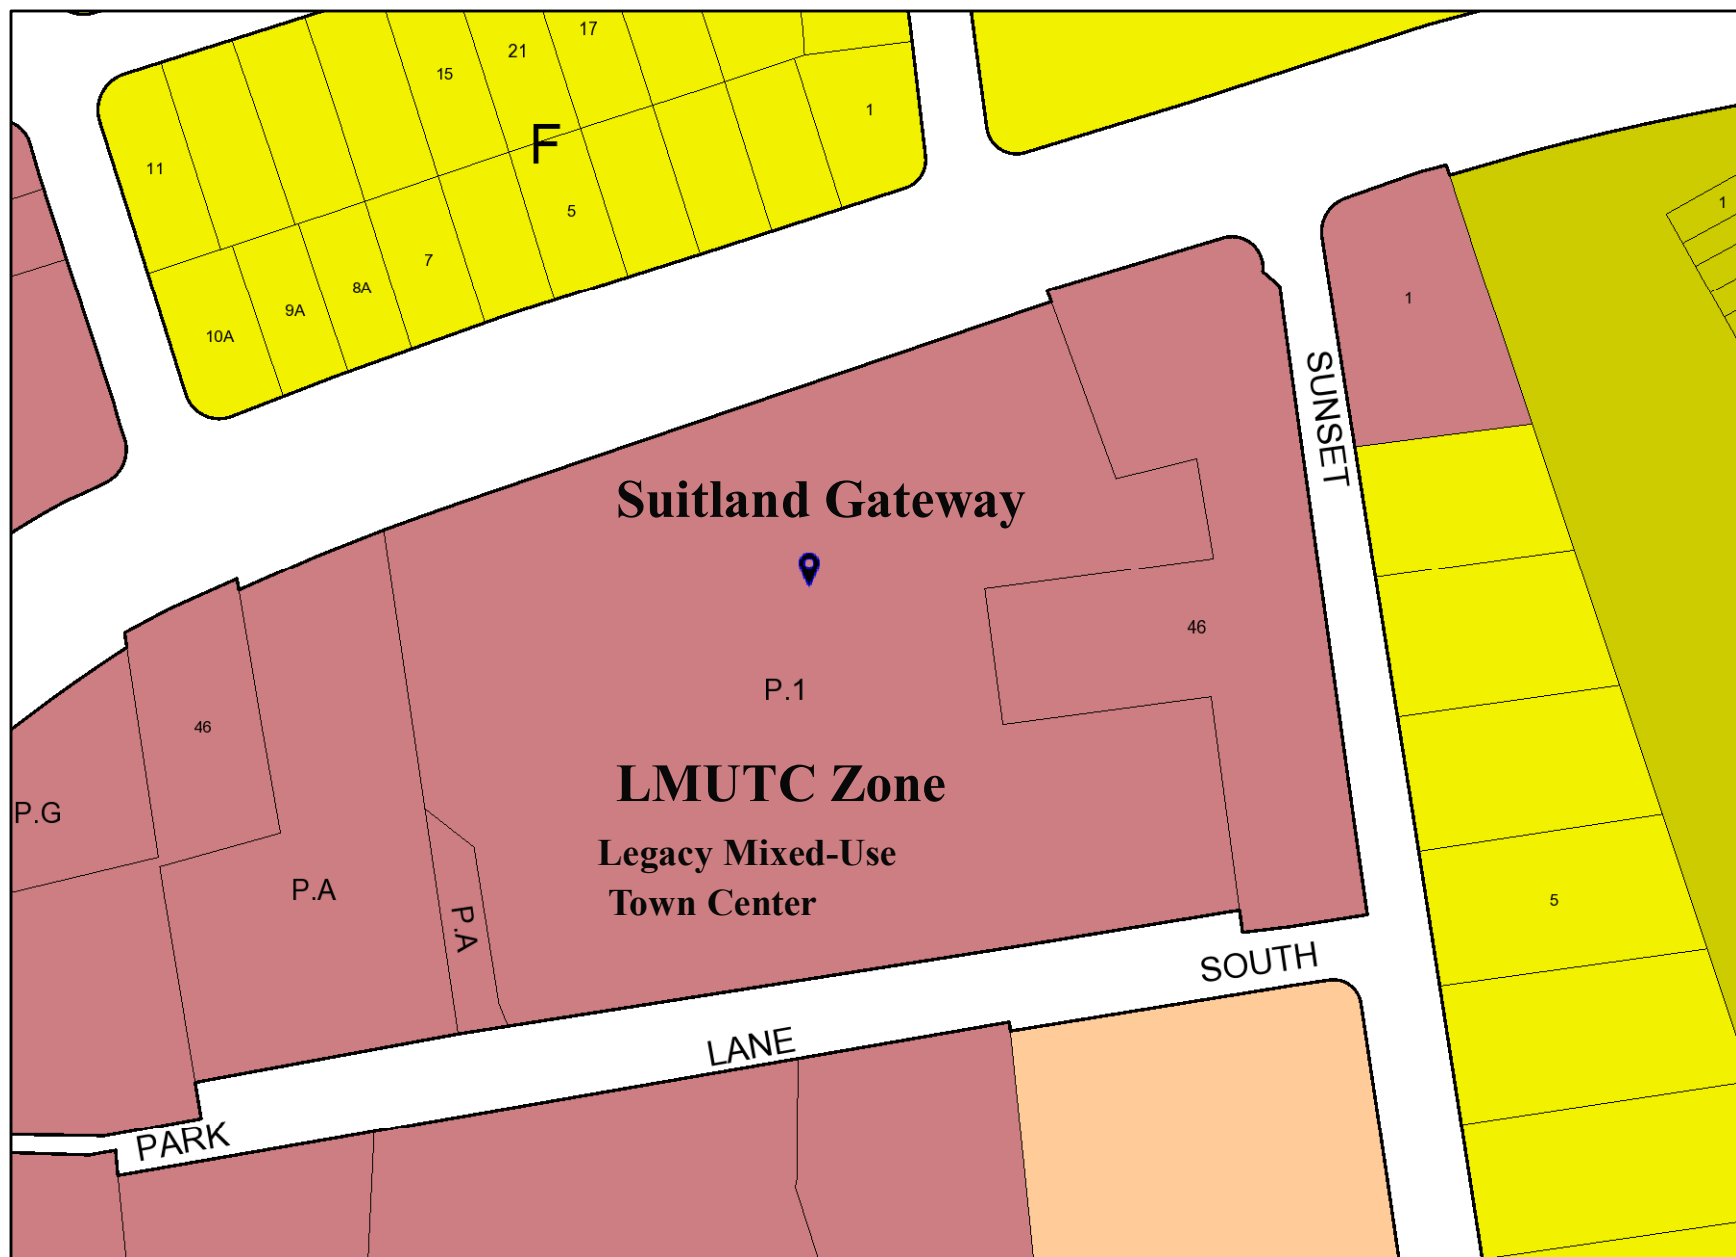 17
21
15
1
F
11
5
7
8A
9A
10A
1
1
SUNSET
Suitland Gateway
46
P.1
46
LMUTC Zone
P.G
Legacy Mixed-Use
Town Center
P.A
P.A
5
SOUTH
LANE
PARK